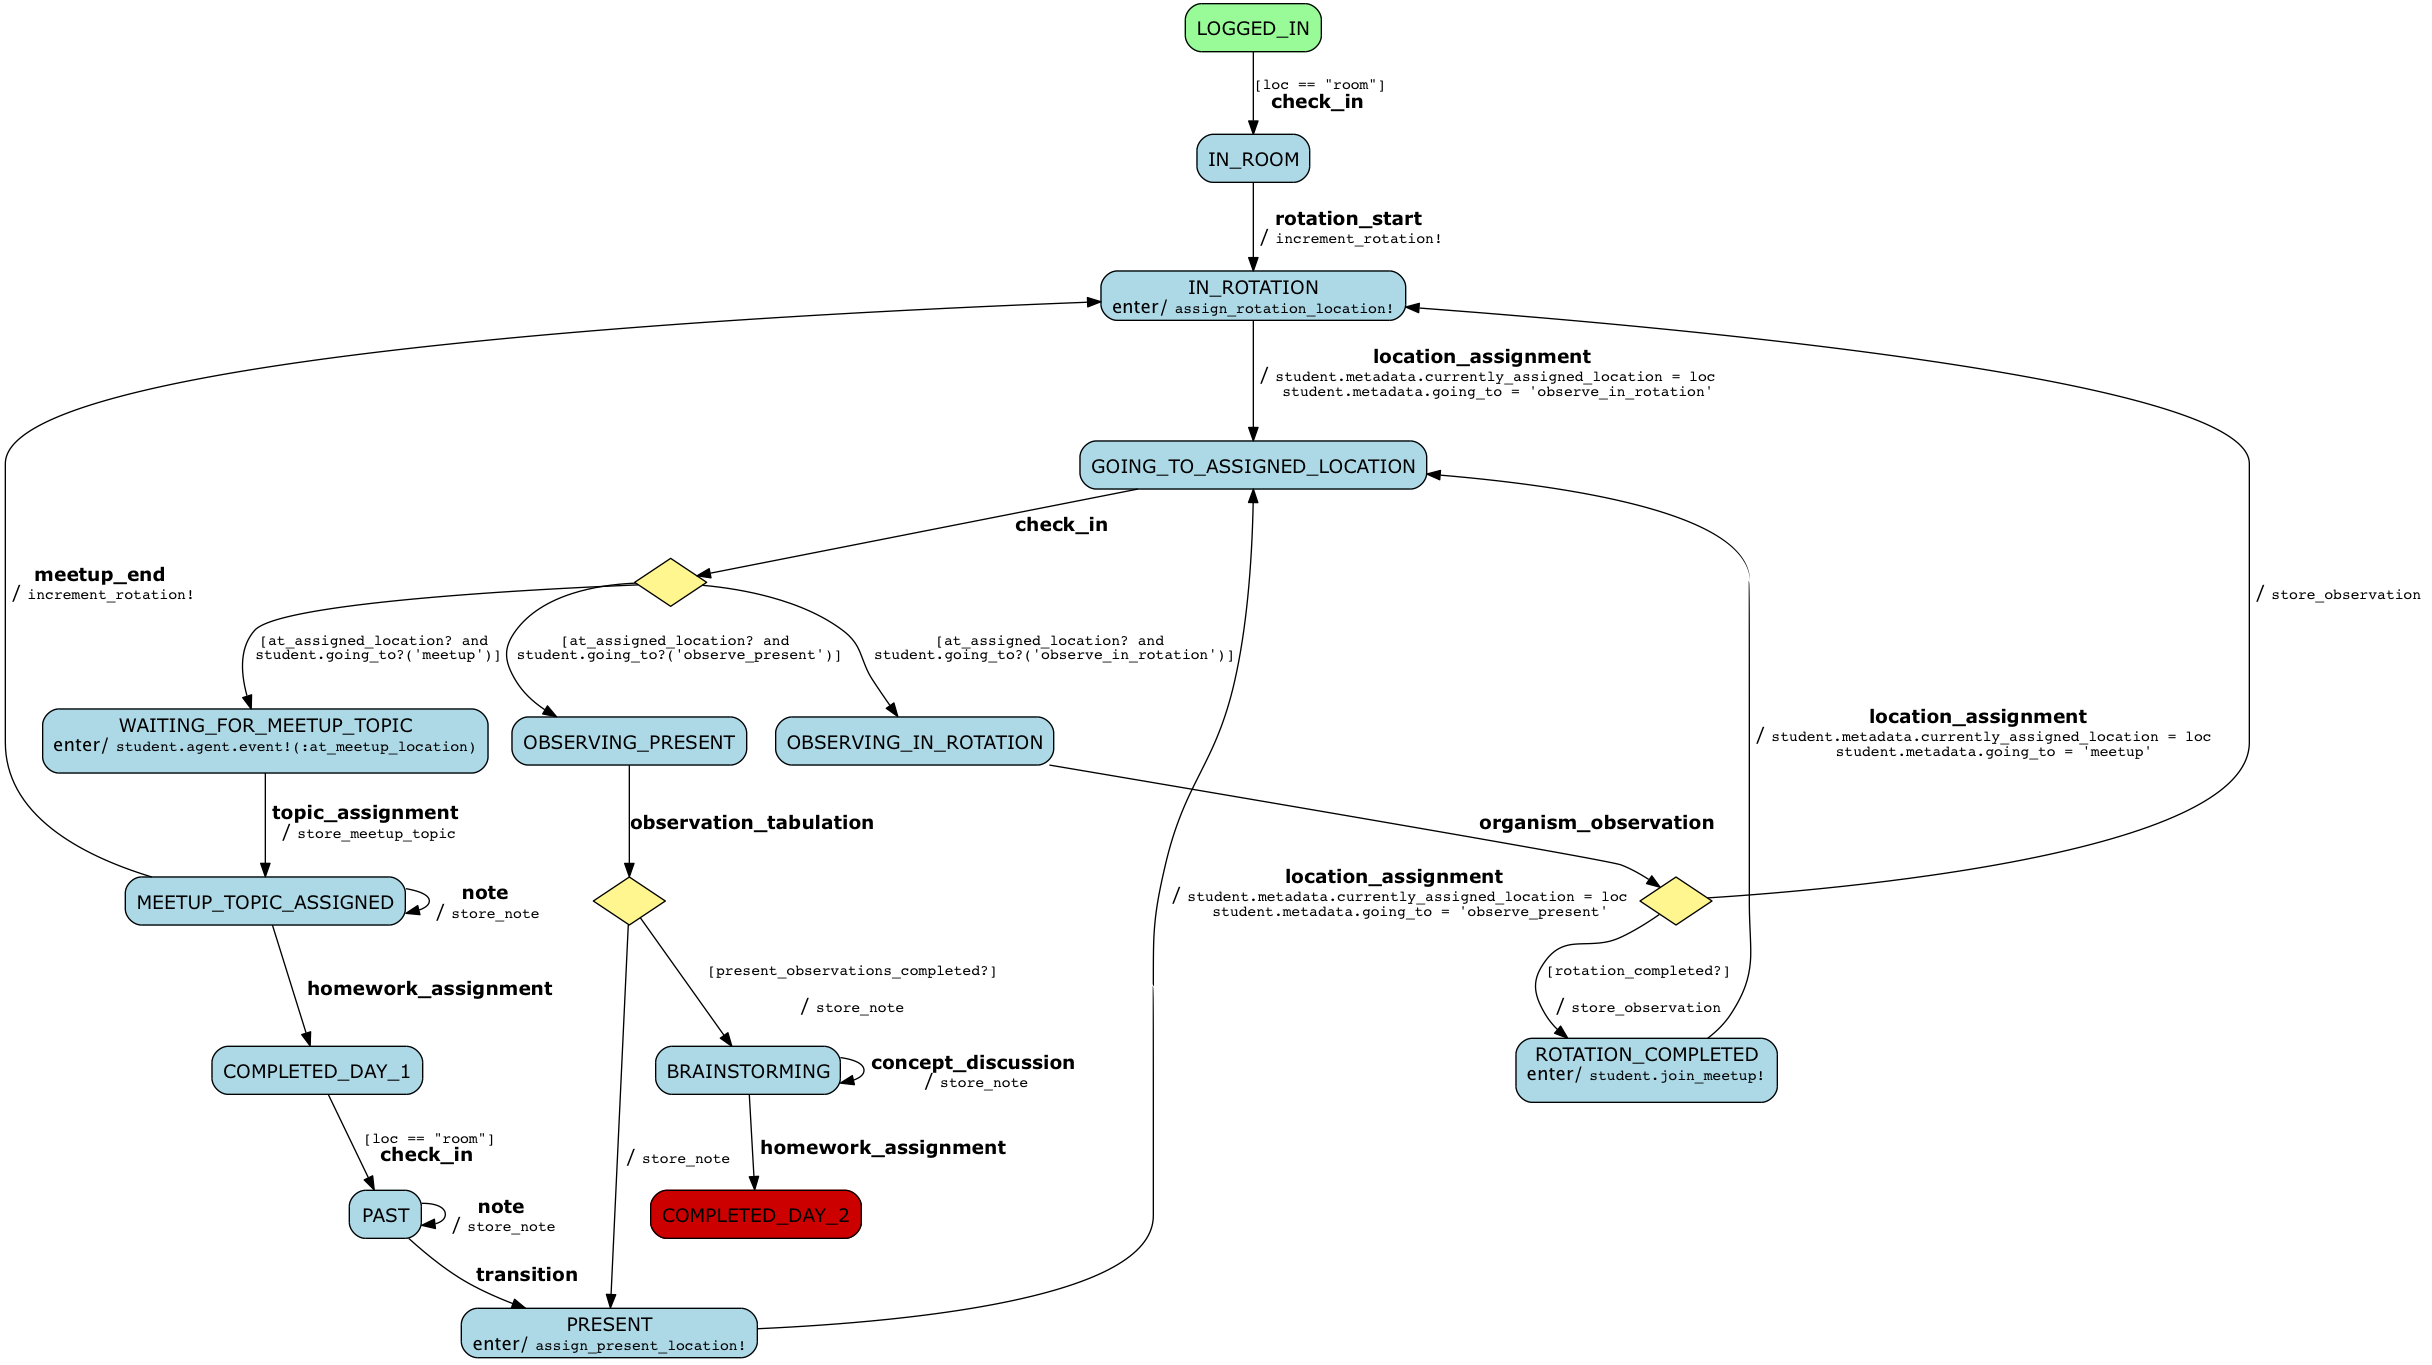 LOGGED_IN
[loc == "room"]
check_in
IN_ROOM
rotation_start
/ increment_rotation!
IN_ROTATION
enter/ assign_rotation_location!
location_assignment
/ student.metadata.currently_assigned_location = loc
student.metadata.going_to = 'observe_in_rotation'
GOING_TO_ASSIGNED_LOCATION
check_in
meetup_end
/ increment_rotation!
/ store_observation
[at_assigned_location? and
student.going_to?('meetup')]
[at_assigned_location? and
student.going_to?('observe_present')]
[at_assigned_location? and
student.going_to?('observe_in_rotation')]
WAITING_FOR_MEETUP_TOPIC
enter/ student.agent.event!(:at_meetup_location)
OBSERVING_PRESENT
OBSERVING_IN_ROTATION
location_assignment
/ student.metadata.currently_assigned_location = loc
student.metadata.going_to = 'meetup'
topic_assignment
/ store_meetup_topic
observation_tabulation
organism_observation
MEETUP_TOPIC_ASSIGNED
note
/ store_note
location_assignment
/ student.metadata.currently_assigned_location = loc
student.metadata.going_to = 'observe_present'
homework_assignment
[present_observations_completed?]
/ store_note
[rotation_completed?]
/ store_observation
COMPLETED_DAY_1
BRAINSTORMING
concept_discussion
/ store_note
ROTATION_COMPLETED
enter/ student.join_meetup!
[loc == "room"]
check_in
/ store_note
homework_assignment
PAST
note
/ store_note
COMPLETED_DAY_2
transition
PRESENT
enter/ assign_present_location!